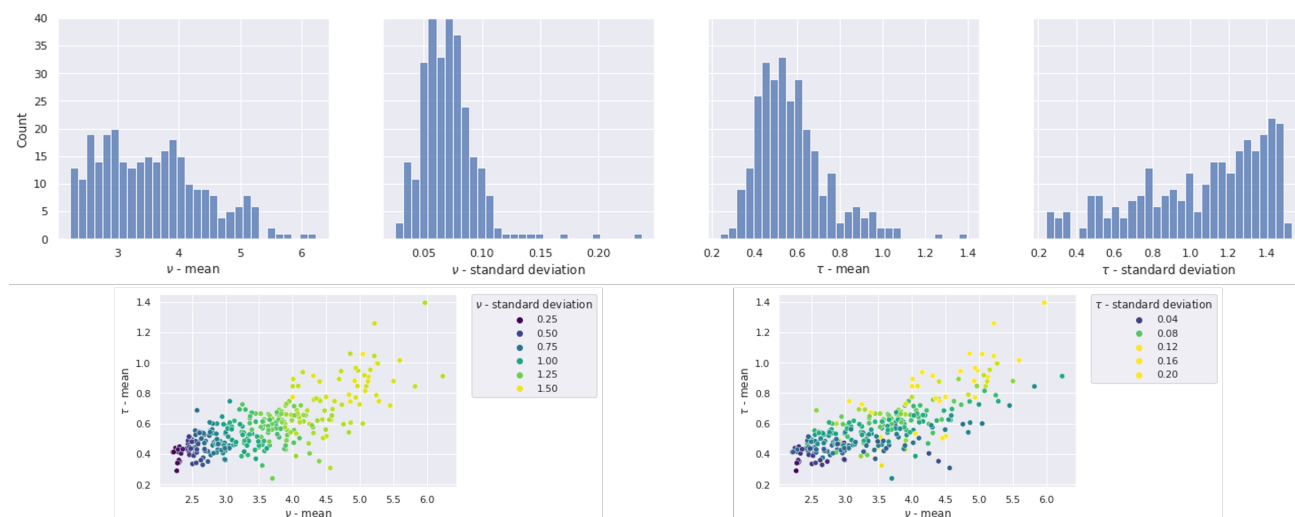 40
35
30
25
20
15
10
5
0
Count
3 4 5 6
ν - mean
0.05 0.10 0.20
ν - standard deviation
0.2 0.4 0.6 0.8 1.0 1.2 1.4
τ - mean
0.2 0.4 0.6 0.8 1.0 1.2 1.4
τ - standard deviation
1.4
1.2
1.0
0.8
0.6
0.4
0.2
τ - mean
2.5 3.0 3.5 4.0 4.5 5.0 5.5 6.0
ν - mean
ν - standard deviation
0.25
0.50
0.75
1.00
1.25
1.50
1.4
1.2
1.0
0.8
0.6
0.4
0.2
τ - mean
2.5 3.0 3.5 4.0 4.5 5.0 5.5 6.0
ν - mean
τ - standard deviation
0.04
0.08
0.12
0.16
0.20